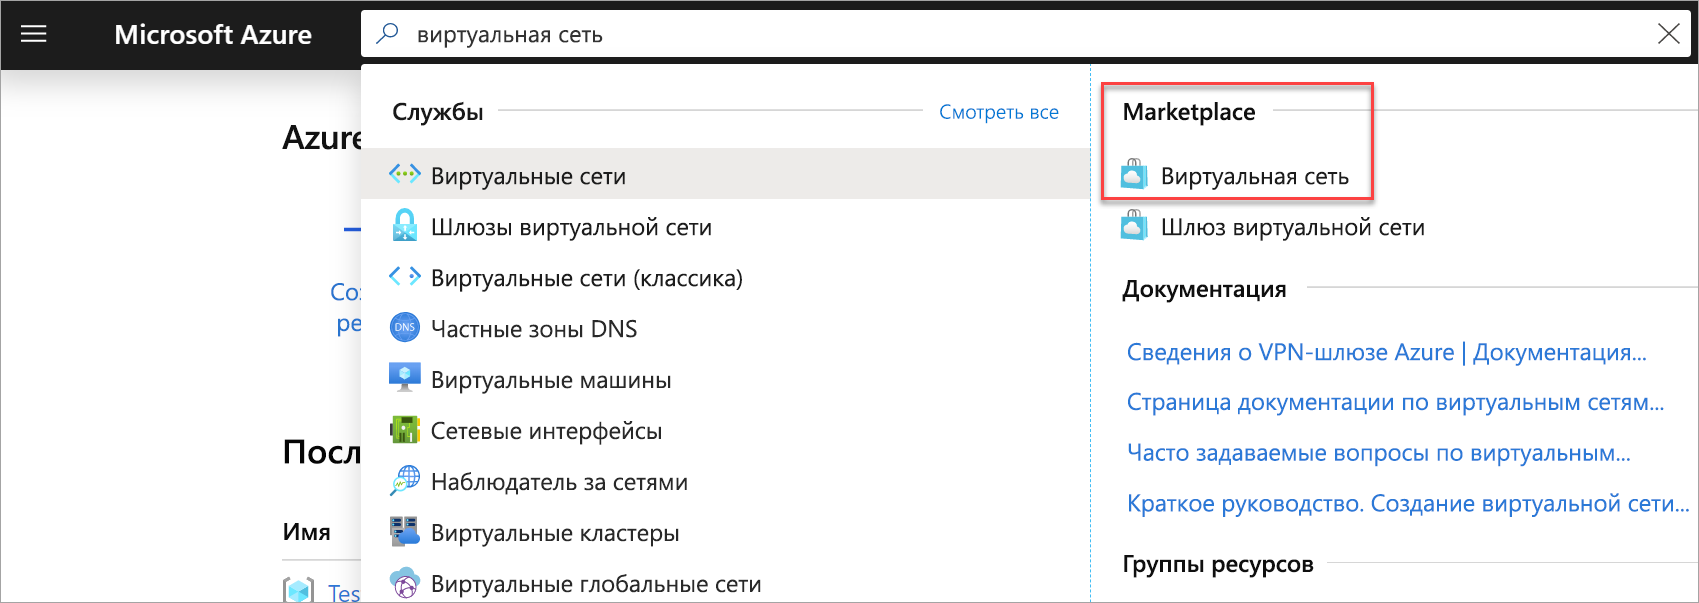 Microsoft Azure
виртуальная сеть
Azure
Соз
ре
Посл
Имя
Tes
Службы
Смотреть все
Виртуальные сети
Шлюзы виртуальной сети
Виртуальные сети (классика)
DNS
Частные зоны DNS
Виртуальные машины
Сетевые интерфейсы
Наблюдатель за сетями
Виртуальные кластеры
Виртуальные глобальные сети
Marketplace
Виртуальная сеть
Шлюз виртуальной сети
Документация
Сведения о VPN-шлюзе Azure | Документация...
Страница документации по виртуальным сетям...
Часто задаваемые вопросы по виртуальным...
Краткое руководство. Создание виртуальной сети...
Группы ресурсов